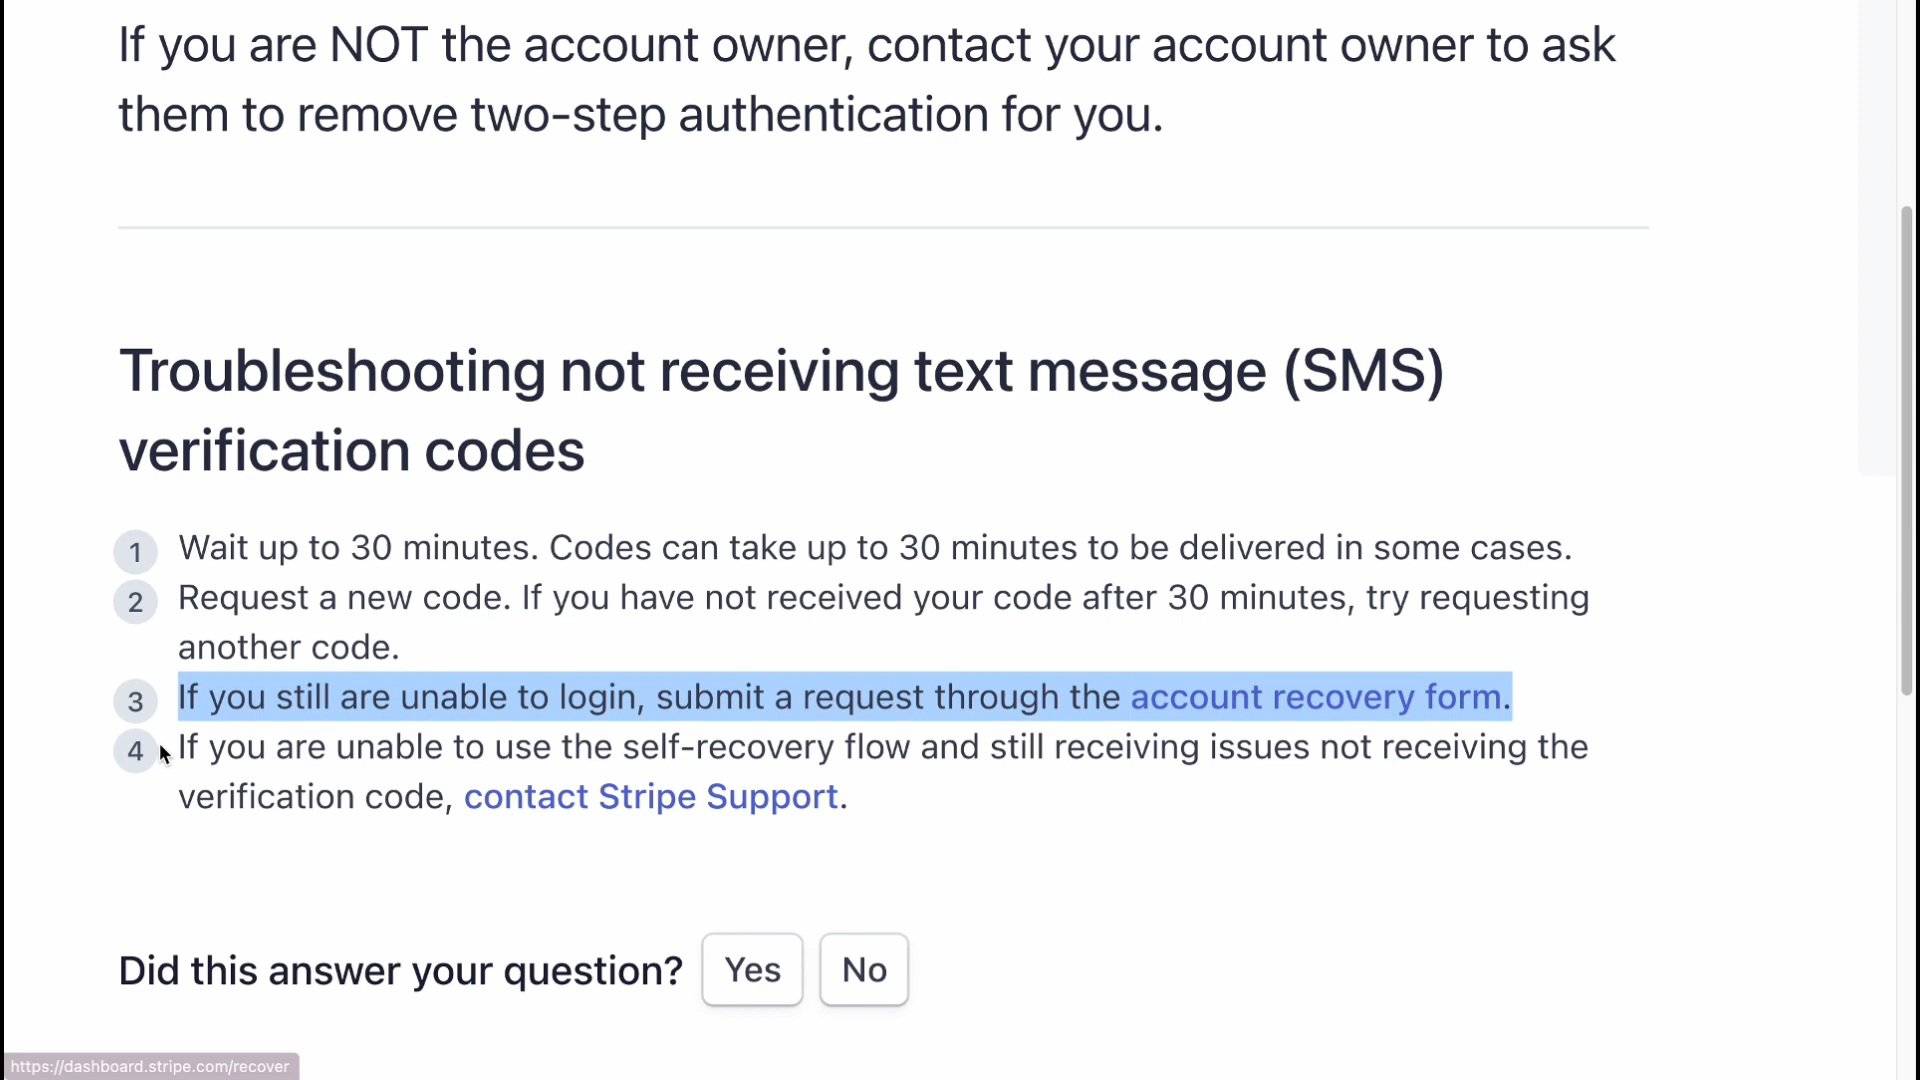 If you are NOT the account owner, contact your account owner to ask
them to remove two-step authentication for you.
Troubleshooting not receiving text message (SMS)
verification codes
1 Wait up to 30 minutes. Codes can take up to 30 minutes to be delivered in some cases.
2 Request a new code. If you have not received your code after 30 minutes, try requesting
another code.
3 If you still are unable to login, submit a request through the account recovery form.
4 If you are unable to use the self-recovery flow and still receiving issues not receiving the
verification code, contact Stripe Support.
Did this answer your question? Yes No
https://dashboard.stripe.com/recover